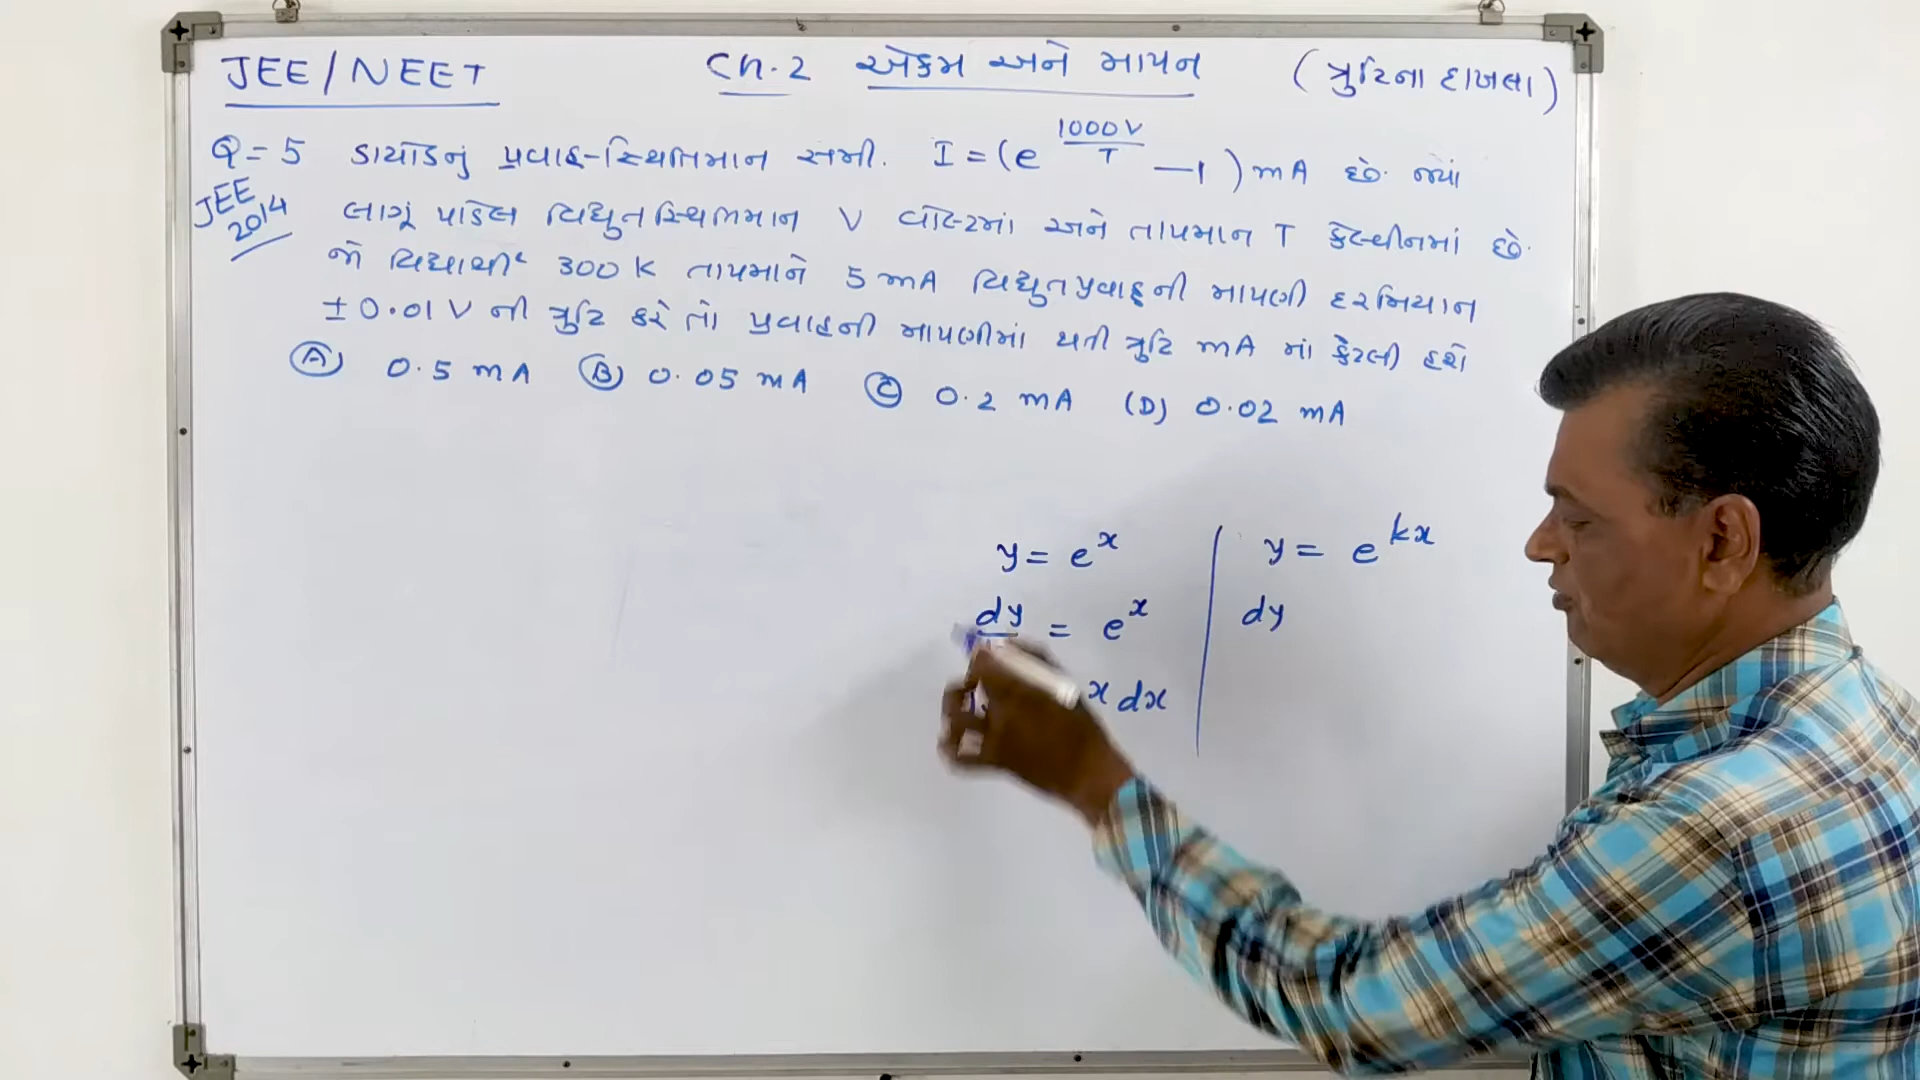 JEE/NEET Ch.2 એકમ અને માપન (ત્રુટિના દાખલા)
Q=5 ડાયોડનું પ્રવાહ-સ્થિતિમાન સમી. I = (e^{1000V/T} -1) mA છે. જ્યાં
JEE 2014
લાગુ પાડેલ વિદ્યુતસ્થિતિમાન V વોલ્ટમાં અને તાપમાન T કેલ્વીનમાં છે.
જો વિદ્યાર્થી 300 K તાપમાને 5 mA વિદ્યુતપ્રવાહની માપણી દરમિયાન
±0.01 V ની ત્રુટિ કરે તો પ્રવાહની માપણીમાં થતી ત્રુટિ mA માં કેટલી હશે
(A) 0.5 mA (B) 0.05 mA (C) 0.2 mA (D) 0.02 mA
y = e^x
dy = e^x
x dx
y = e^{kx}
dy